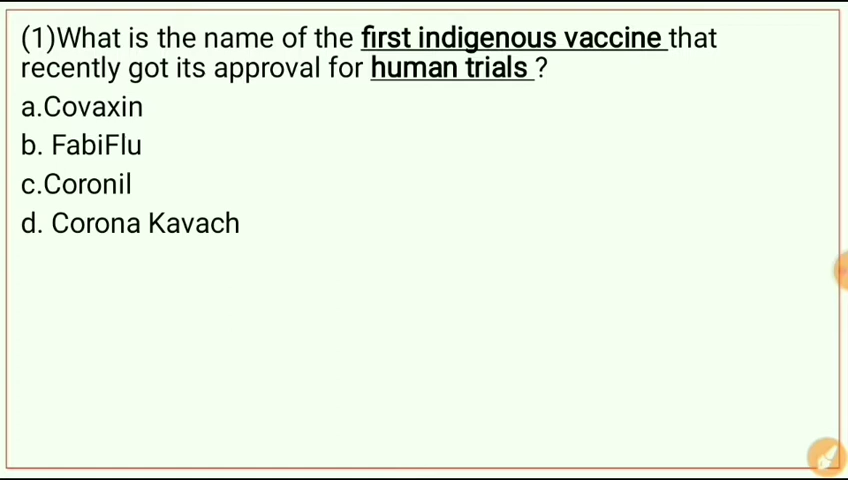 (1)What is the name of the first indigenous vaccine that
recently got its approval for human trials ?
a.Covaxin
b. FabiFlu
c.Coronil
d. Corona Kavach